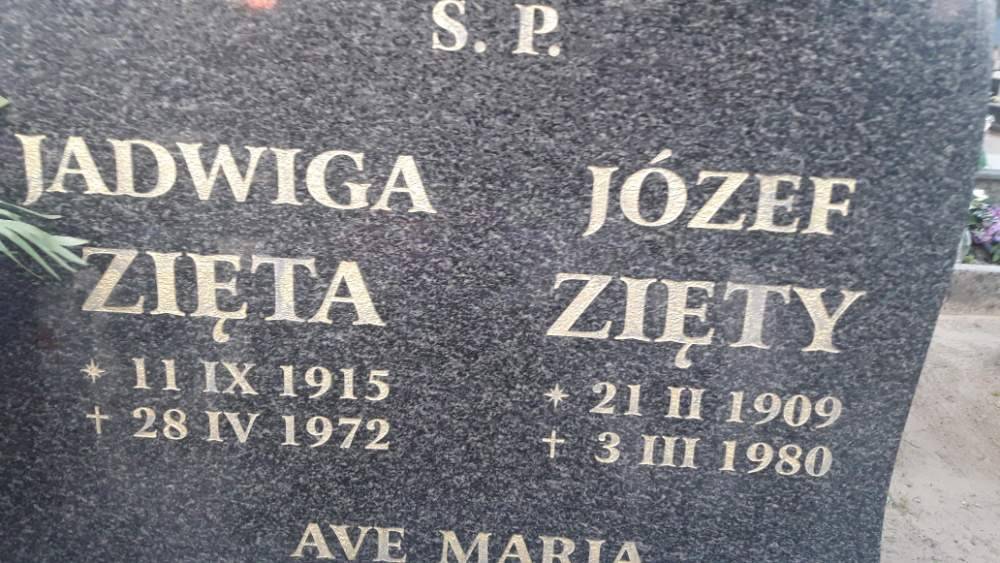 Ś. P.
JADWIGA
ZIĘTA
* 11 IX 1915
† 28 IV 1972
JÓZEF
ZIĘTY
* 21 II 1909
† 3 III 1980
AVE MARIA